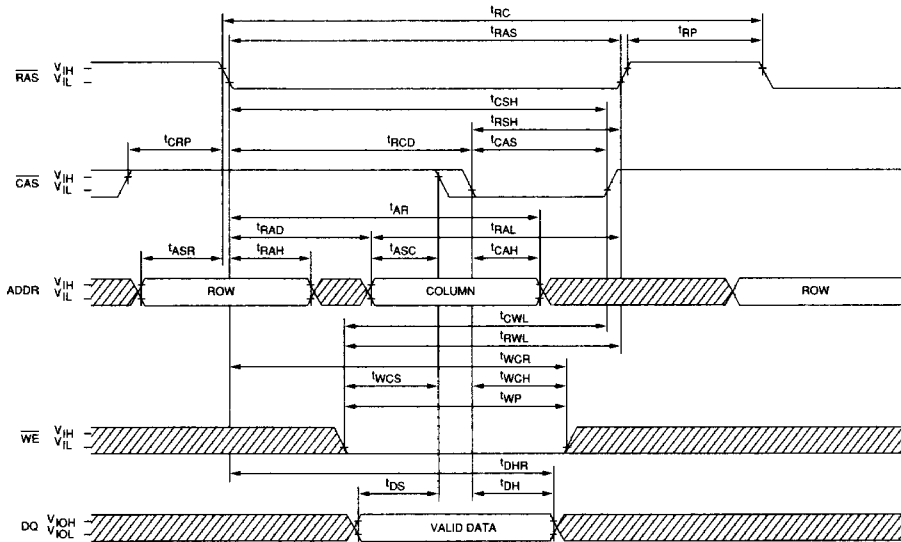 tRC
tRAS tRP
RAS VIH
VIL
tCSH
tRSH
tCRP tRCD tCAS
CAS VIH
VIL
tAR
tRAD tRAL
tASR tRAH tASC tCAH
ADDR VIH
VIL
ROW COLUMN ROW
tCWL
tRWL
tWCR
tWCS tWCH
tWP
WE VIH
VIL
tDHR
tDS tDH
DQ VIOH
VIOL
VALID DATA